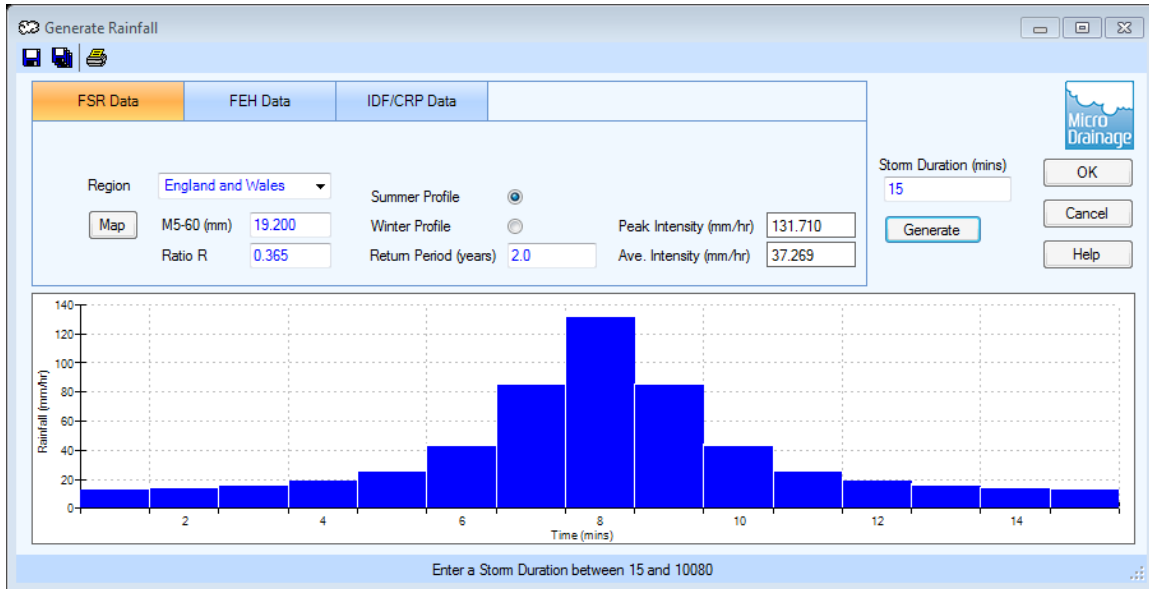 Generate Rainfall
FSR Data
FEH Data
IDF/CRP Data
Micro
Drainage
Region
England and Wales
Map
M5-60 (mm)
19.200
Ratio R
0.365
Summer Profile
Winter Profile
Return Period (years)
2.0
Peak Intensity (mm/hr)
131.710
Ave. Intensity (mm/hr)
37.269
Storm Duration (mins)
15
Generate
OK
Cancel
Help
Rainfall (mm/hr)
140
120
100
80
60
40
20
0
2
4
6
8
10
12
14
Time (mins)
Enter a Storm Duration between 15 and 10080